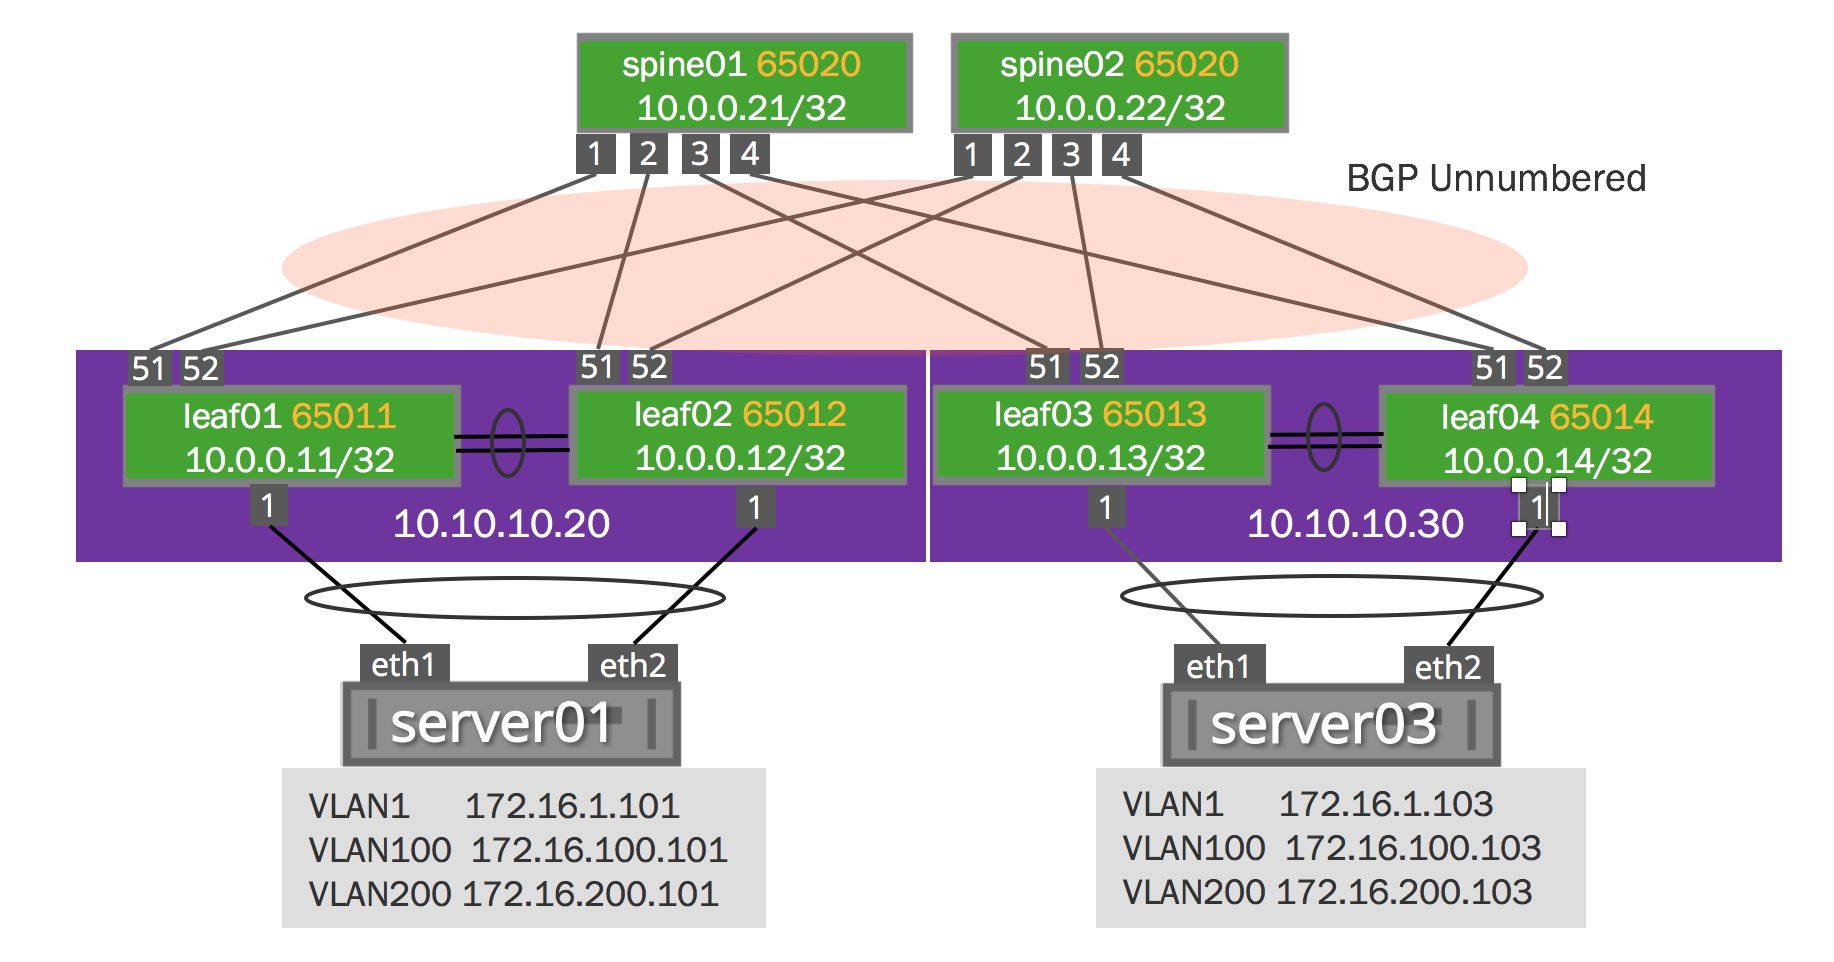 spine01 65020
10.0.0.21/32
spine02 65020
10.0.0.22/32
1 2 3 4
1 2 3 4
BGP Unnumbered
51 52
51 52
51 52
51 52
leaf01 65011
10.0.0.11/32
leaf02 65012
10.0.0.12/32
leaf03 65013
10.0.0.13/32
leaf04 65014
10.0.0.14/32
1
10.10.10.20
1
1
10.10.10.30
1
eth1
eth2
eth1
eth2
server01
server03
VLAN1 172.16.1.101
VLAN100 172.16.100.101
VLAN200 172.16.200.101
VLAN1 172.16.1.103
VLAN100 172.16.100.103
VLAN200 172.16.200.103